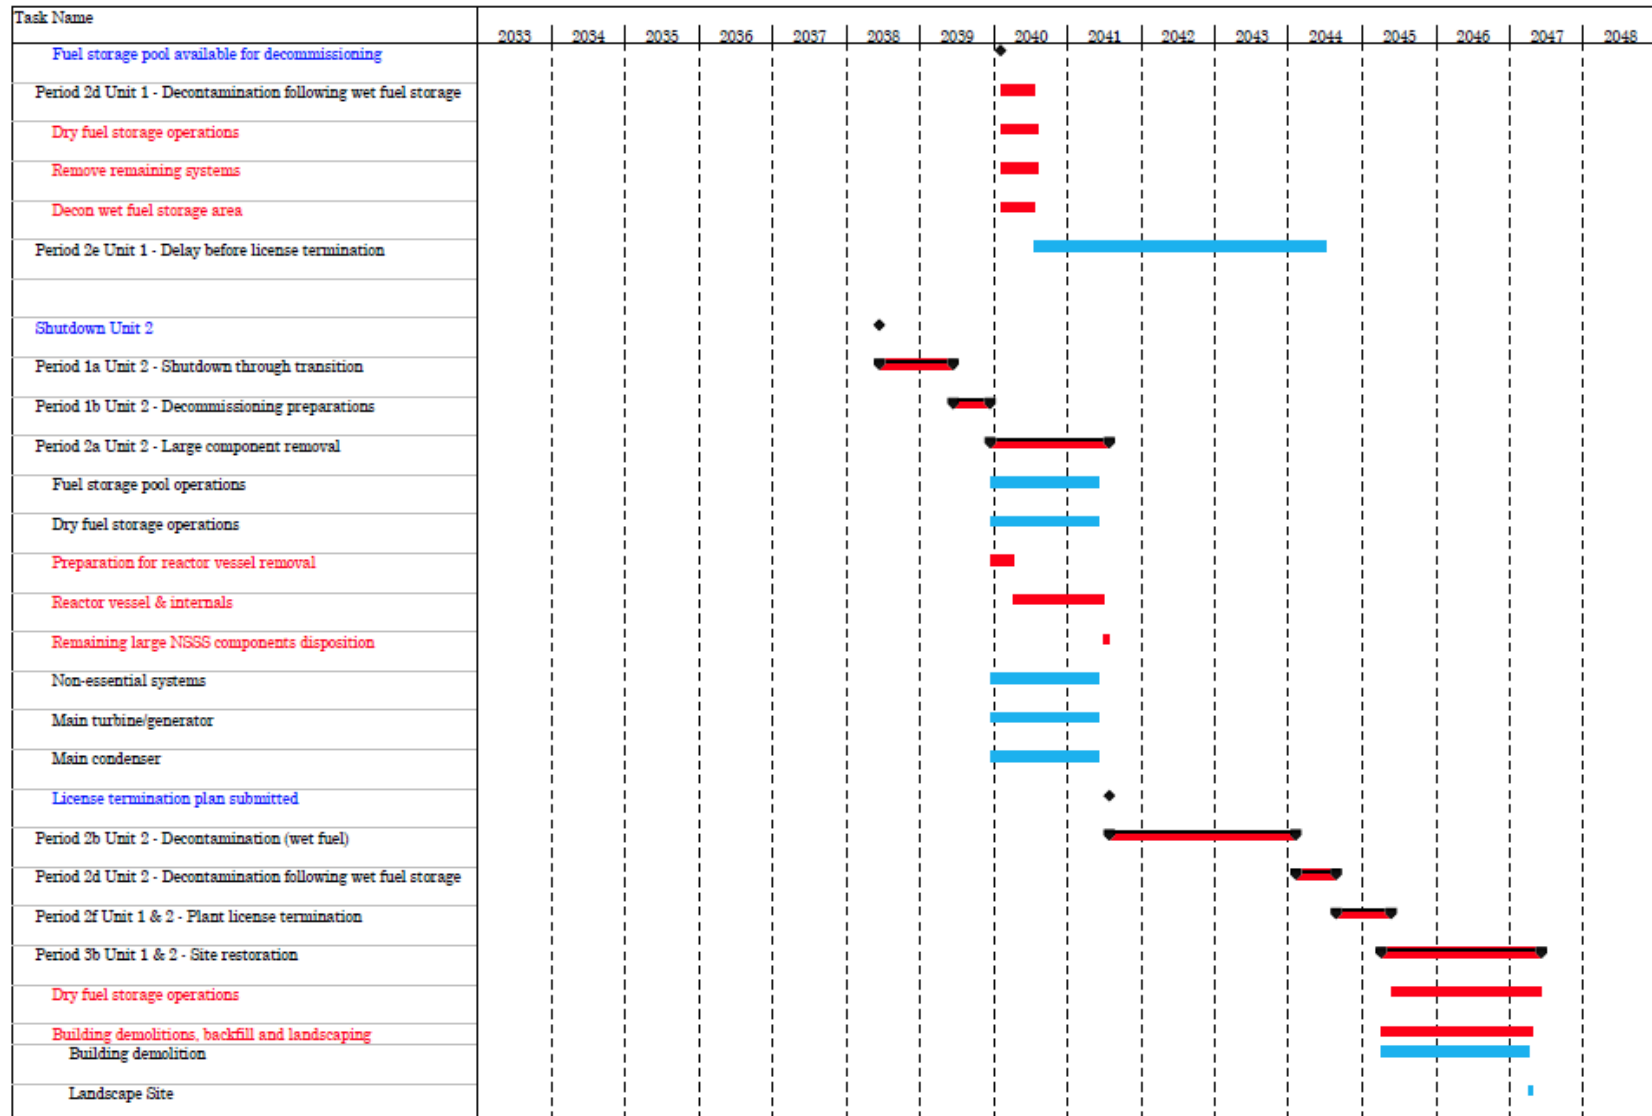 Task Name
2033 2034 2035 2036 2037 2038 2039 2040 2041 2042 2043 2044 2045 2046 2047 2048
Fuel storage pool available for decommissioning
Period 2d Unit 1 - Decontamination following wet fuel storage
Dry fuel storage operations
Remove remaining systems
Decon wet fuel storage area
Period 2e Unit 1 - Delay before license termination
Shutdown Unit 2
Period 1a Unit 2 - Shutdown through transition
Period 1b Unit 2 - Decommissioning preparations
Period 2a Unit 2 - Large component removal
Fuel storage pool operations
Dry fuel storage operations
Preparation for reactor vessel removal
Reactor vessel & internals
Remaining large NSSS components disposition
Non-essential systems
Main turbine/generator
Main condenser
License termination plan submitted
Period 2b Unit 2 - Decontamination (wet fuel)
Period 2d Unit 2 - Decontamination following wet fuel storage
Period 2f Unit 1 & 2 - Plant license termination
Period 3b Unit 1 & 2 - Site restoration
Dry fuel storage operations
Building demolitions, backfill and landscaping
Building demolition
Landscape Site